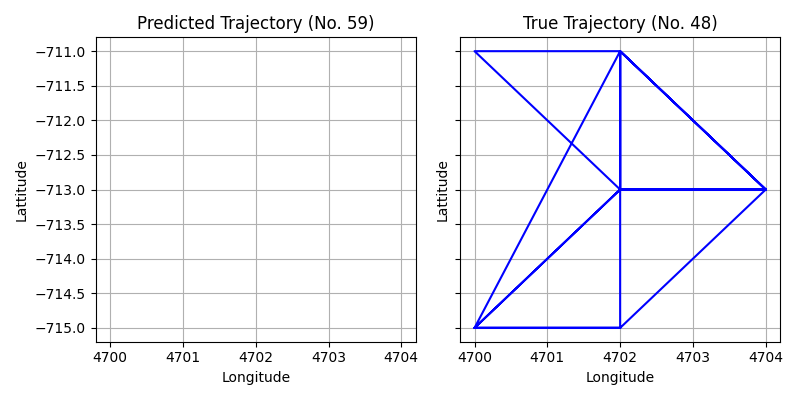 Predicted Trajectory (No. 59)
True Trajectory (No. 48)
−711.0
−711.5
−712.0
−712.5
−713.0
−713.5
−714.0
−714.5
−715.0
Lattitude
Lattitude
4700 4701 4702 4703 4704
4700 4701 4702 4703 4704
Longitude
Longitude